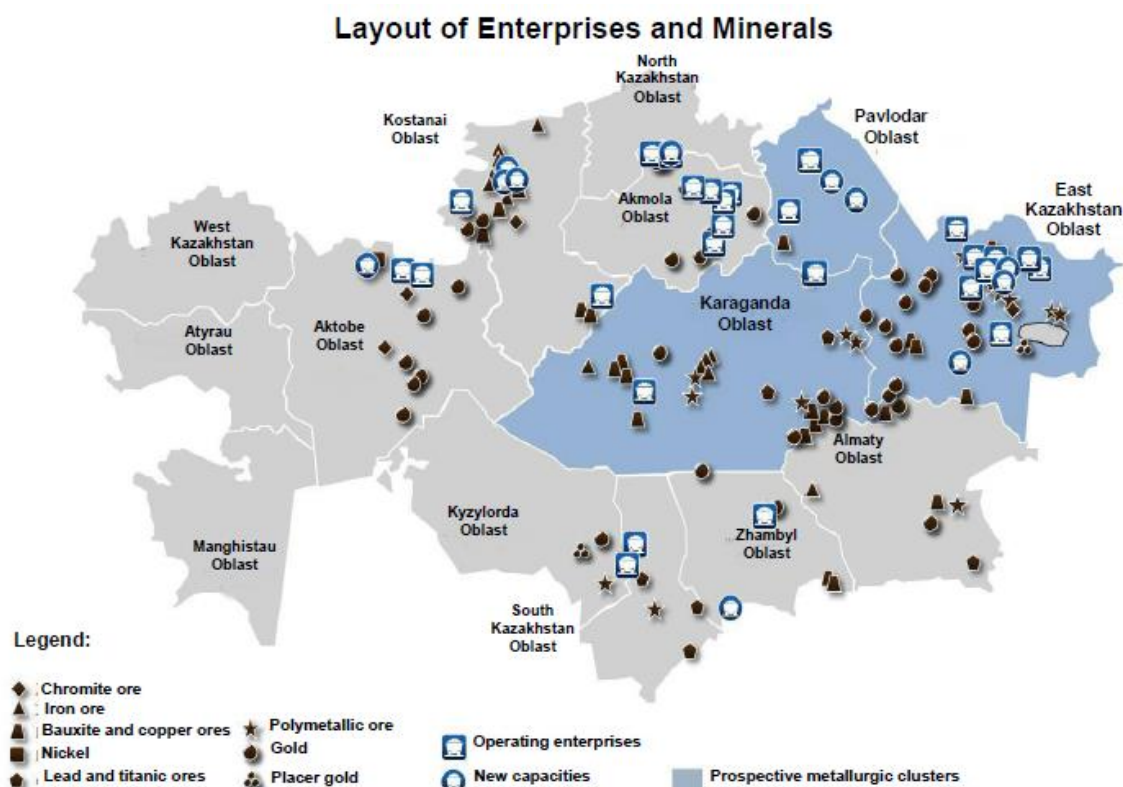 Layout of Enterprises and Minerals
North
Kazakhstan
Oblast
Kostanai
Oblast
Pavlodar
Oblast
Akmola
Oblast
East
Kazakhstan
Oblast
West
Kazakhstan
Oblast
Karaganda
Oblast
Atyrau
Oblast
Aktobe
Oblast
Almaty
Oblast
Kyzylorda
Oblast
Zhambyl
Oblast
Manghistau
Oblast
South
Kazakhstan
Oblast
Legend:
Chromite ore
Iron ore
Bauxite and copper ores
Nickel
Lead and titanic ores
Polymetallic ore
Gold
Placer gold
Operating enterprises
New capacities
Prospective metallurgic clusters